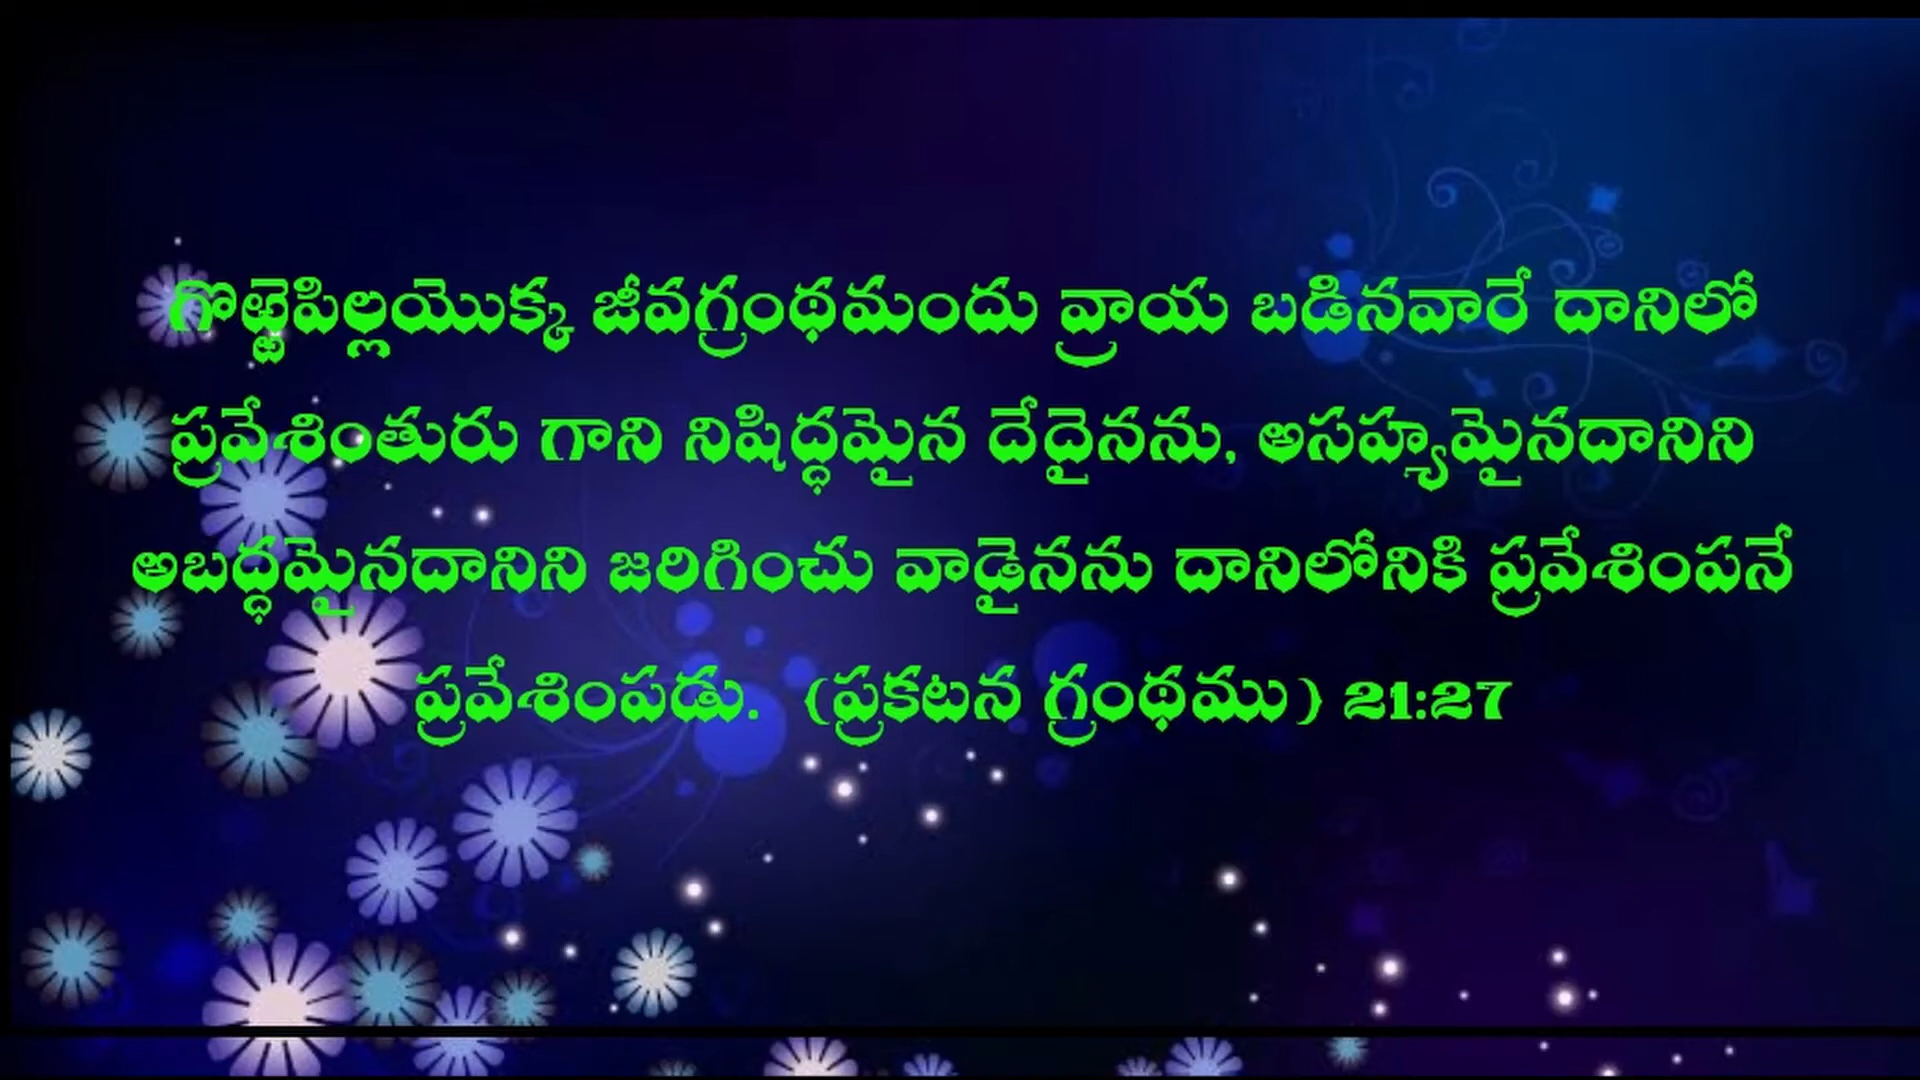 గొఱ్ఱెపిల్లయొక్క జీవగ్రంథమందు వ్రాయ బడినవారే దానిలో
ప్రవేశింతురు గాని నిషిద్ధమైన దేదైనను, అసహ్యమైనదానిని
అబద్ధమైనదానిని జరిగించు వాడైనను దానిలోనికి ప్రవేశింపనే
ప్రవేశింపడు. (ప్రకటన గ్రంథము) 21:27